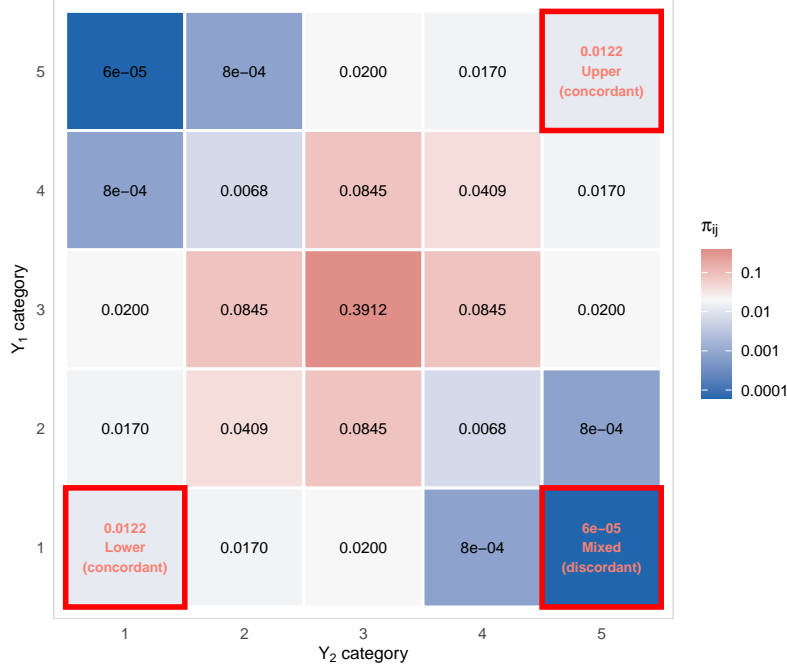 5 6e−05 8e−04 0.0200 0.0170 0.0122
Upper
(concordant)
4 8e−04 0.0068 0.0845 0.0409 0.0170
3 0.0200 0.0845 0.3912 0.0845 0.0200
2 0.0170 0.0409 0.0845 0.0068 8e−04
1 0.0122 0.0170 0.0200 8e−04 6e−05
Lower Mixed
(concordant) (discordant)
1 2 3 4 5
Y2 category
Y1 category
πij
0.1
0.01
0.001
0.0001